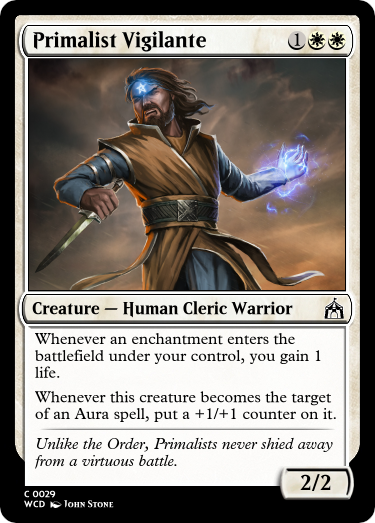 Primalist Vigilante 1
Creature — Human Cleric Warrior
Whenever an enchantment enters the
battlefield under your control, you gain 1
life.
Whenever this creature becomes the target
of an Aura spell, put a +1/+1 counter on it.
Unlike the Order, Primalists never shied away
from a virtuous battle.
2/2
C 0029
WCD John Stone